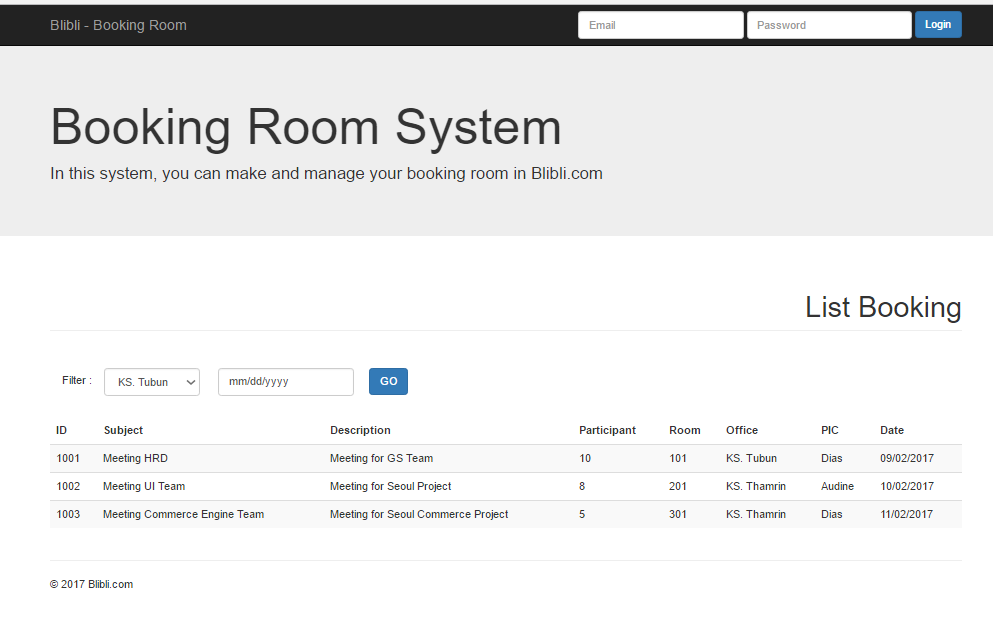 Blibli - Booking Room Email Password Login
Booking Room System
In this system, you can make and manage your booking room in Blibli.com
List Booking
Filter : KS. Tubun mm/dd/yyyy GO
ID Subject Description Participant Room Office PIC Date
1001 Meeting HRD Meeting for GS Team 10 101 KS. Tubun Dias 09/02/2017
1002 Meeting UI Team Meeting for Seoul Project 8 201 KS. Thamrin Audine 10/02/2017
1003 Meeting Commerce Engine Team Meeting for Seoul Commerce Project 5 301 KS. Thamrin Dias 11/02/2017
© 2017 Blibli.com